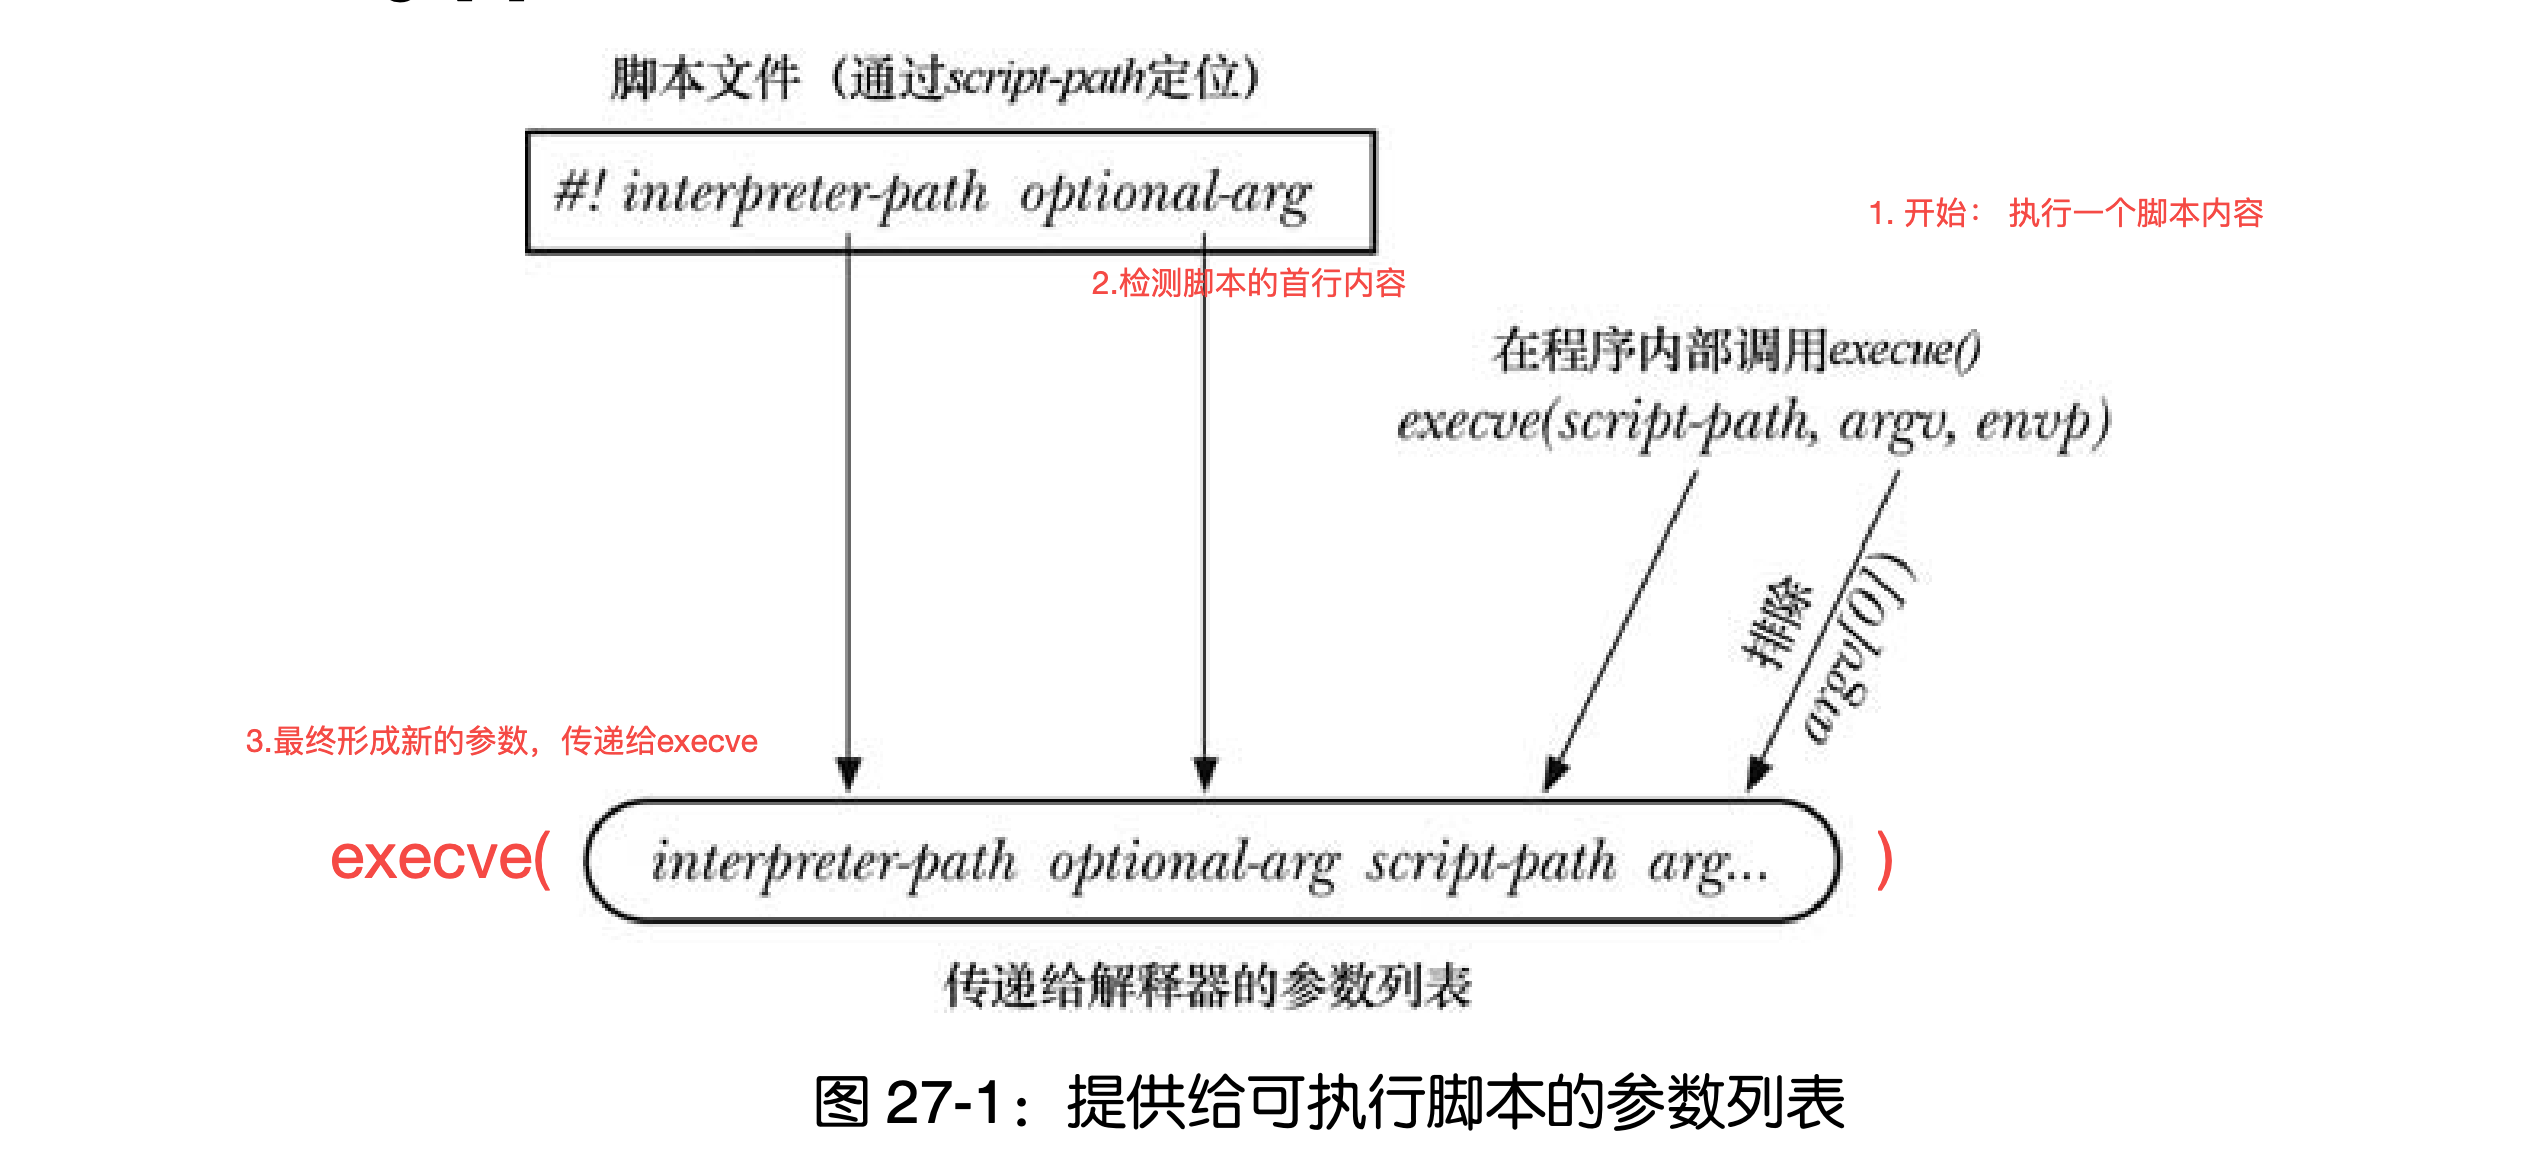 脚本文件（通过script-path定位）
#! interpreter-path optional-arg
1. 开始： 执行一个脚本内容
2.检测脚本的首行内容
在程序内部调用execue()
execve(script-path, argv, envp)
排除
argv[0])
3.最终形成新的参数，传递给execve
execve( interpreter-path optional-arg script-path arg... )
传递给解释器的参数列表
图 27-1：提供给可执行脚本的参数列表